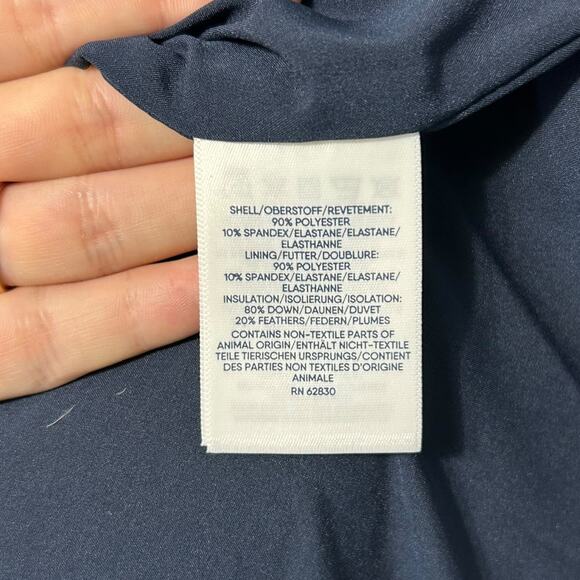 SHELL/OBERSTOFF/REVETEMENT:
90% POLYESTER
10% SPANDEX/ELASTANE/ELASTANE/
ELASTHANNE
LINING/FUTTER/DOUBLURE:
90% POLYESTER
10% SPANDEX/ELASTANE/ELASTANE/
ELASTHANNE
INSULATION/ISOLIERUNG/ISOLATION:
80% DOWN/DAUNEN/DUVET
20% FEATHERS/FEDERN/PLUMES
CONTAINS NON-TEXTILE PARTS OF
ANIMAL ORIGIN/ENTHÄLT NICHT-TEXTILE
TEILE TIERISCHEN URSPRUNGS/CONTIENT
DES PARTIES NON TEXTILES D'ORIGINE
ANIMALE
RN 62830